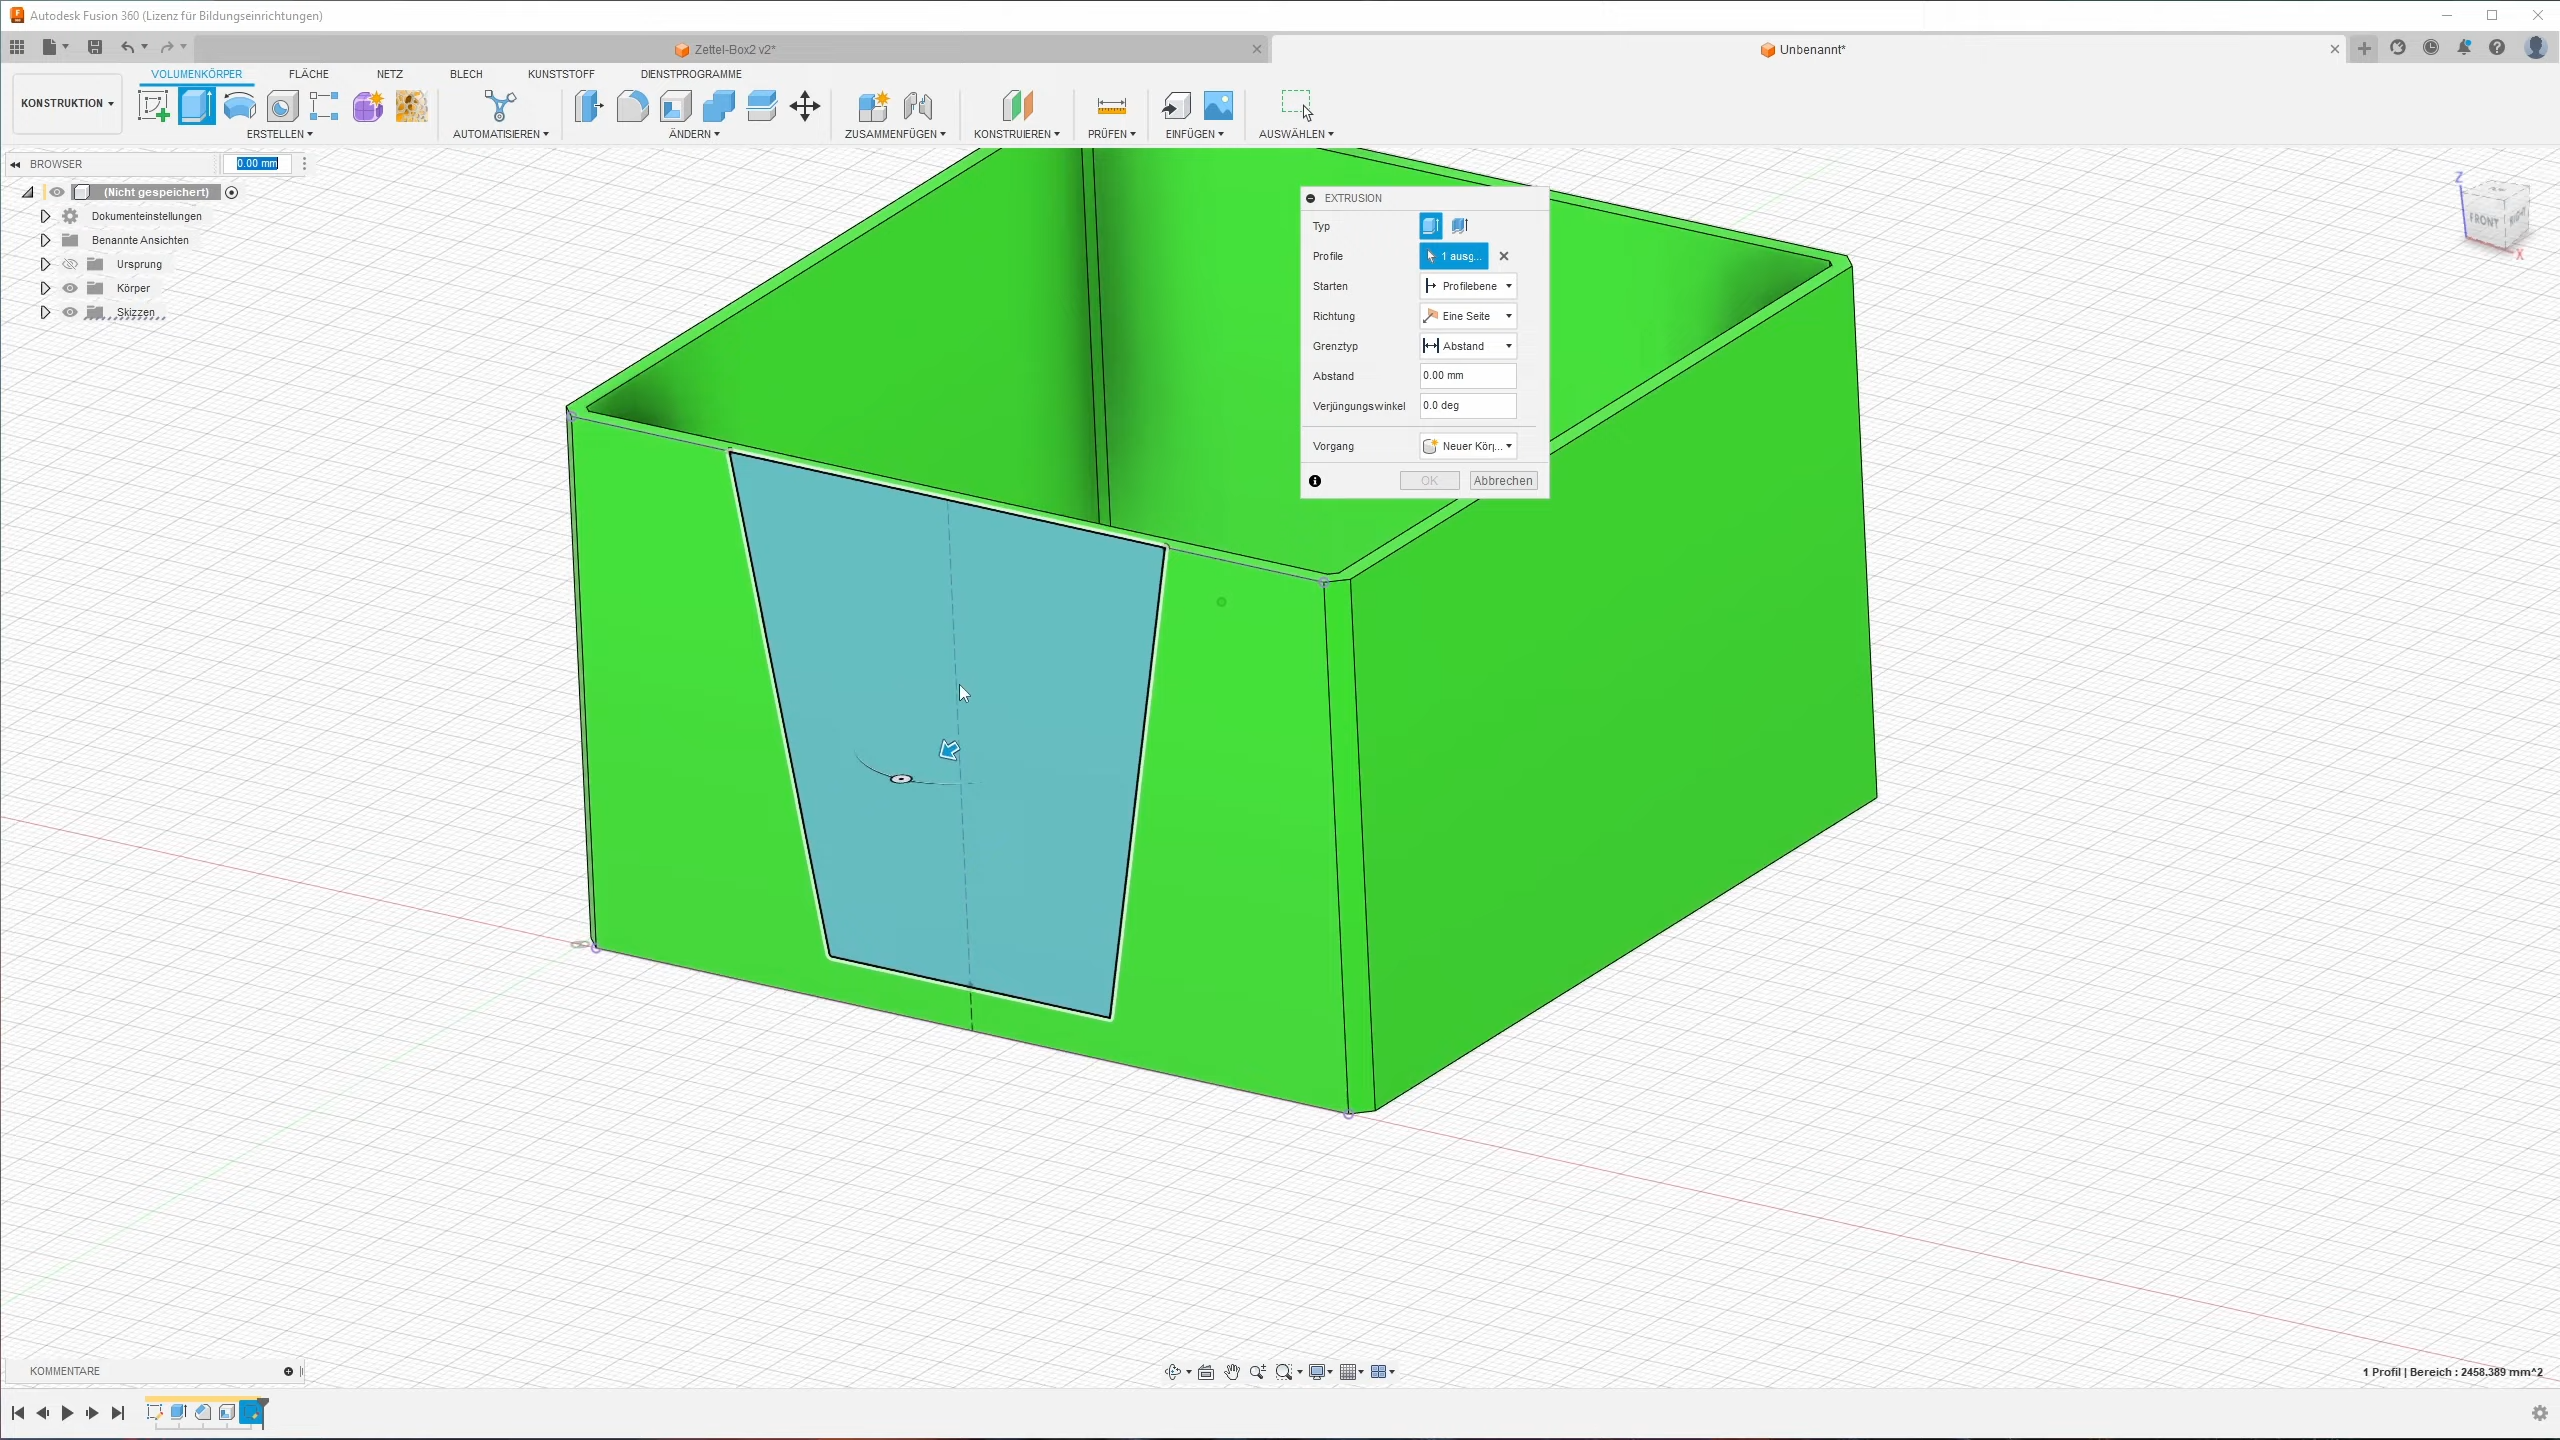 Autodesk Fusion 360 (Lizenz für Bildungseinrichtungen)
Zettel-Box2 v2*
Unbenannt*
KONSTRUKTION
VOLUMENKÖRPER
FLÄCHE
NETZ
BLECH
KUNSTSTOFF
DIENSTPROGRAMME
ERSTELLEN
AUTOMATISIEREN
ÄNDERN
ZUSAMMENFÜGEN
KONSTRUIEREN
PRÜFEN
EINFÜGEN
AUSWÄHLEN
BROWSER
0.00 mm
(Nicht gespeichert)
Dokumenteinstellungen
Benannte Ansichten
Ursprung
Körper
Skizzen
EXTRUSION
Typ
Profile 1 ausg...
Starten Profilebene
Richtung Eine Seite
Grenztyp Abstand
Abstand 0.00 mm
Verjüngungswinkel 0.0 deg
Vorgang Neuer Körp...
OK Abbrechen
Z
FRONT
RIGHT
X
KOMMENTARE
1 Profil | Bereich : 2458.389 mm^2